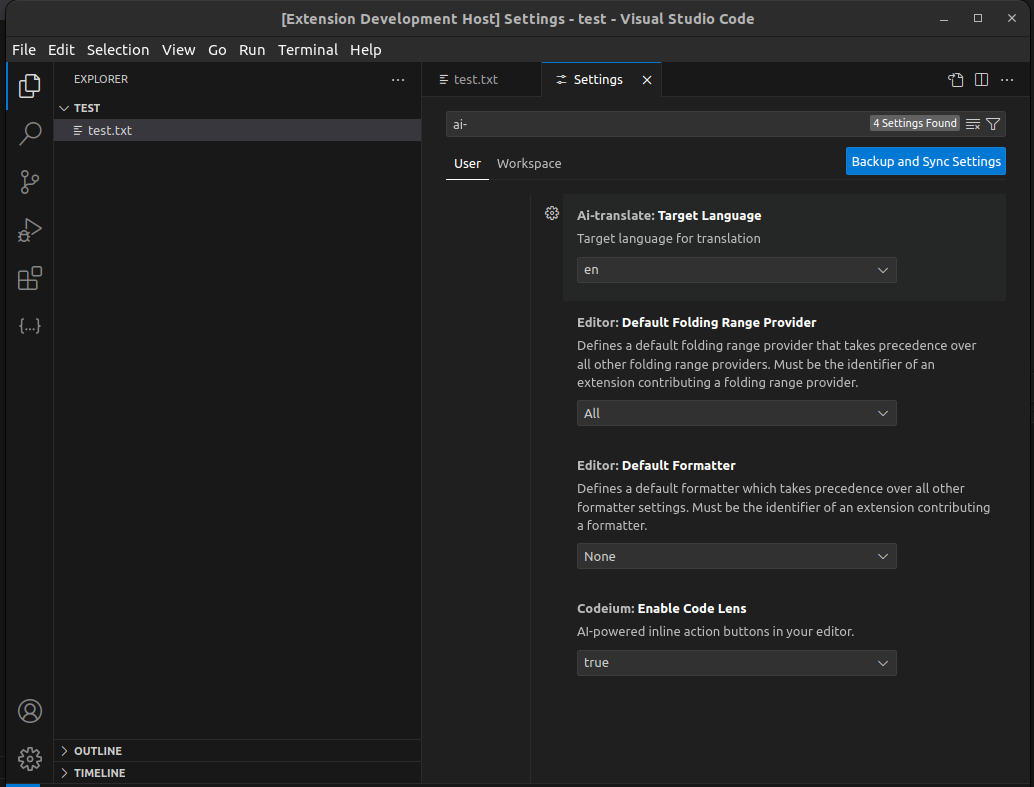 [Extension Development Host] Settings - test - Visual Studio Code
File Edit Selection View Go Run Terminal Help
EXPLORER
TEST
test.txt
OUTLINE
TIMELINE
test.txt
Settings
ai-
4 Settings Found
User Workspace
Backup and Sync Settings
Ai-translate: Target Language
Target language for translation
en
Editor: Default Folding Range Provider
Defines a default folding range provider that takes precedence over
all other folding range providers. Must be the identifier of an
extension contributing a folding range provider.
All
Editor: Default Formatter
Defines a default formatter which takes precedence over all other
formatter settings. Must be the identifier of an extension contributing
a formatter.
None
Codeium: Enable Code Lens
AI-powered inline action buttons in your editor.
true